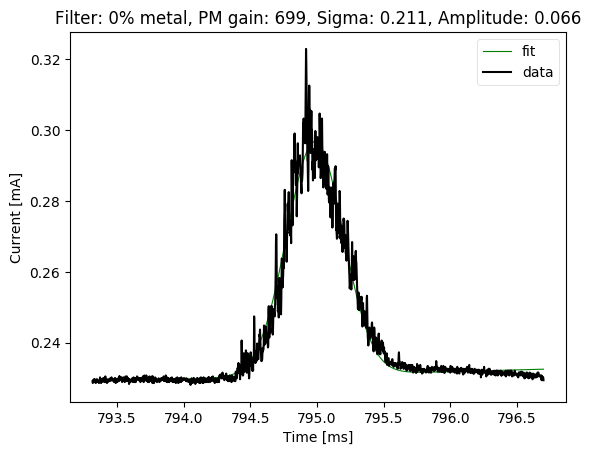 Filter: 0% metal, PM gain: 699, Sigma: 0.211, Amplitude: 0.066
fit
data
0.32
0.30
0.28
0.26
0.24
Current [mA]
793.5 794.0 794.5 795.0 795.5 796.0 796.5
Time [ms]